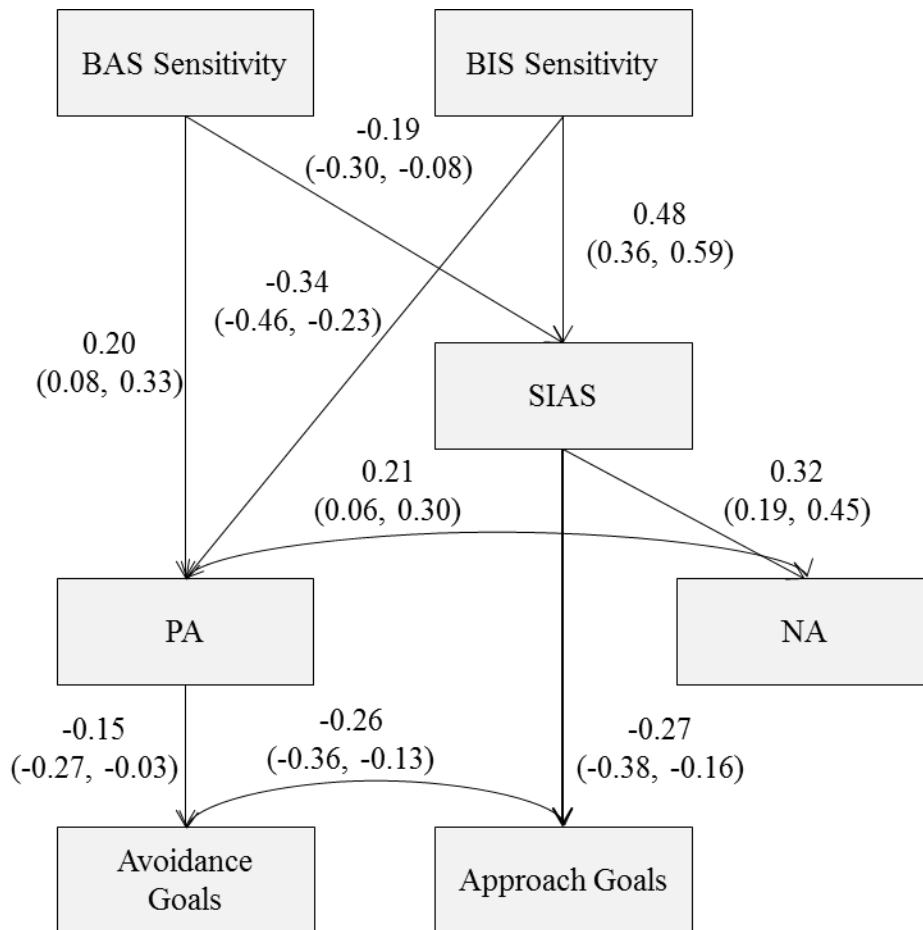 BAS Sensitivity
BIS Sensitivity
-0.19
(-0.30, -0.08)
0.48
(0.36, 0.59)
-0.34
(-0.46, -0.23)
0.20
(0.08, 0.33)
SIAS
0.21
(0.06, 0.30)
0.32
(0.19, 0.45)
PA
NA
-0.15
(-0.27, -0.03)
-0.26
(-0.36, -0.13)
-0.27
(-0.38, -0.16)
Avoidance
Goals
Approach Goals